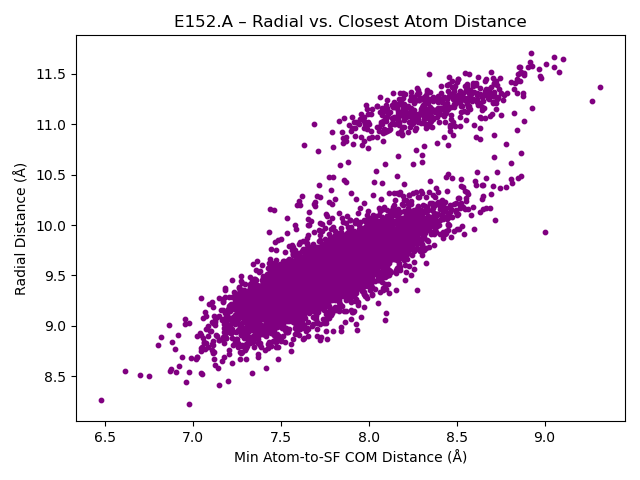 E152.A – Radial vs. Closest Atom Distance
Radial Distance (Å)
11.5
11.0
10.5
10.0
9.5
9.0
8.5
6.5 7.0 7.5 8.0 8.5 9.0
Min Atom-to-SF COM Distance (Å)